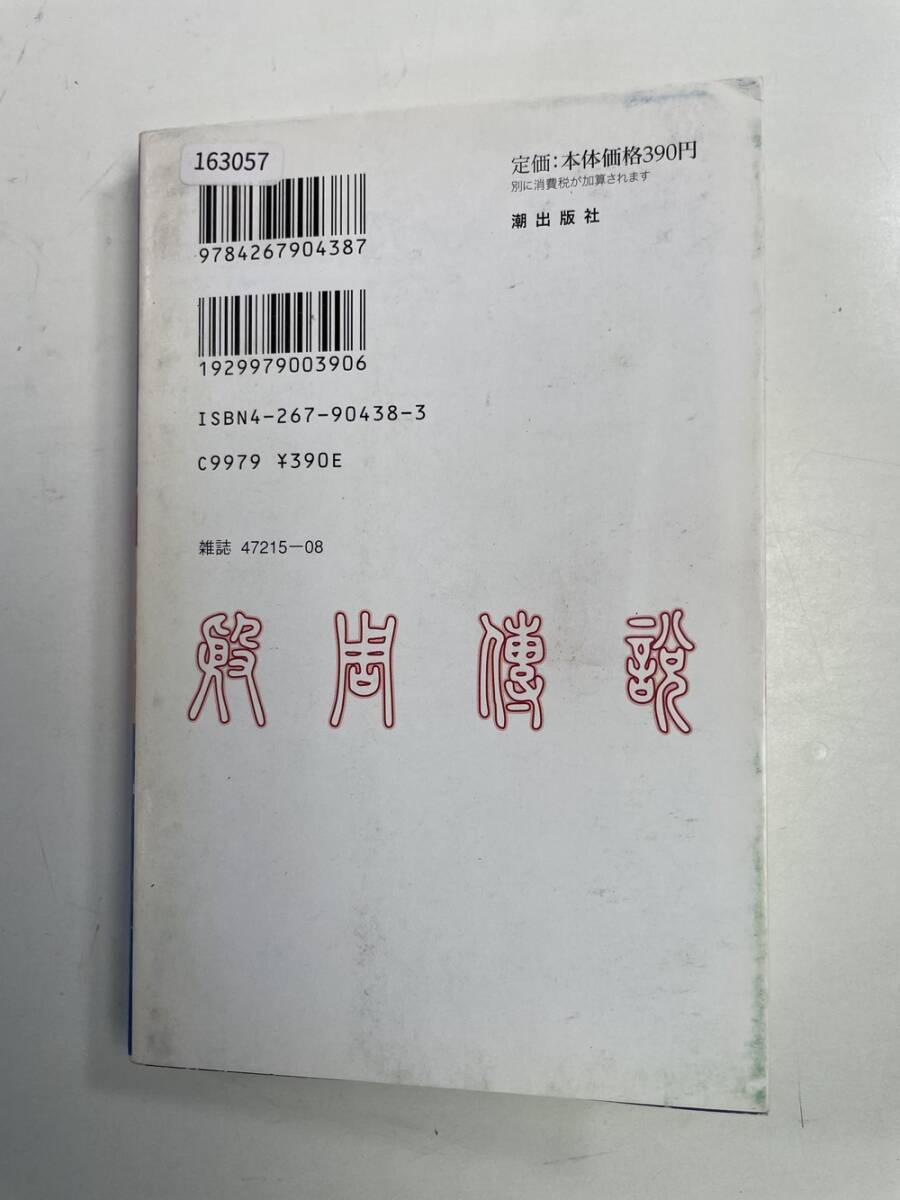 163057
9784267904387
1929979003906
ISBN4-267-90438-3
C9979 ¥390E
雑誌 47215-08
定価：本体価格390円
別に消費税が加算されます
潮出版社
殷周傳説